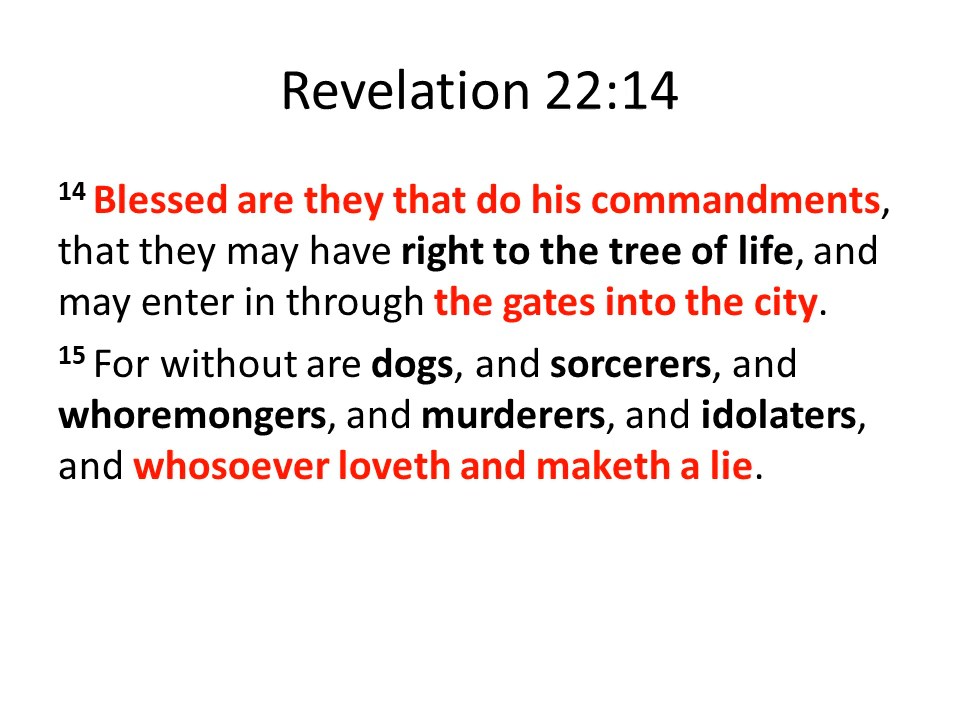 Revelation 22:14
14 Blessed are they that do his commandments,
that they may have right to the tree of life, and
may enter in through the gates into the city.
15 For without are dogs, and sorcerers, and
whoremongers, and murderers, and idolaters,
and whosoever loveth and maketh a lie.